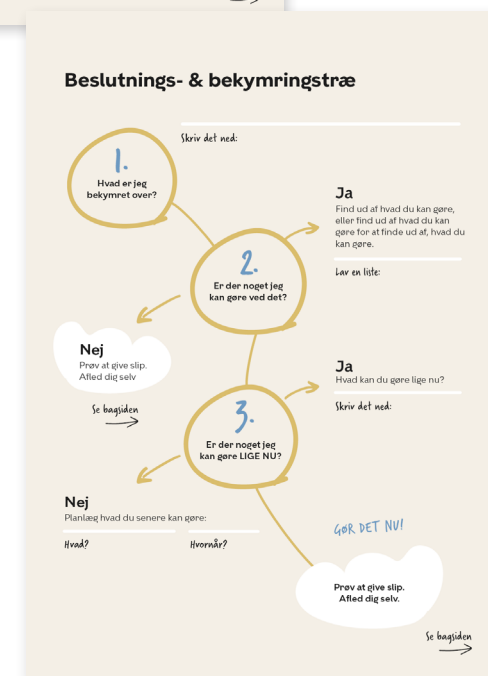 Beslutnings- & bekymringstræ
Skriv det ned:
1.
Hvad er jeg
bekymret over?
Ja
Find ud af hvad du kan gøre,
eller find ud af hvad du kan
gøre for at finde ud af, hvad du
kan gøre.
Lav en liste:
2.
Er der noget jeg
kan gøre ved det?
Nej
Prøv at give slip.
Afled dig selv
Se bagsiden
Ja
Hvad kan du gøre lige nu?
Skriv det ned:
3.
Er der noget jeg
kan gøre LIGE NU?
Nej
Planlæg hvad du senere kan gøre:
Hvad?
Hvornår?
GØR DET NU!
Prøv at give slip.
Afled dig selv.
Se bagsiden